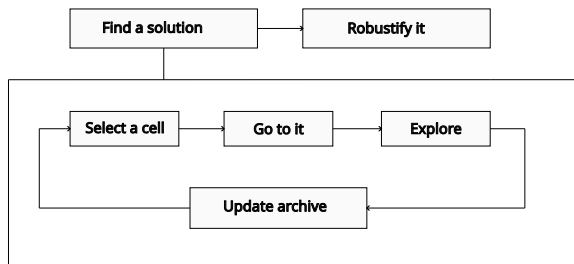 Find a solution
Robustify it
Select a cell
Go to it
Explore
Update archive